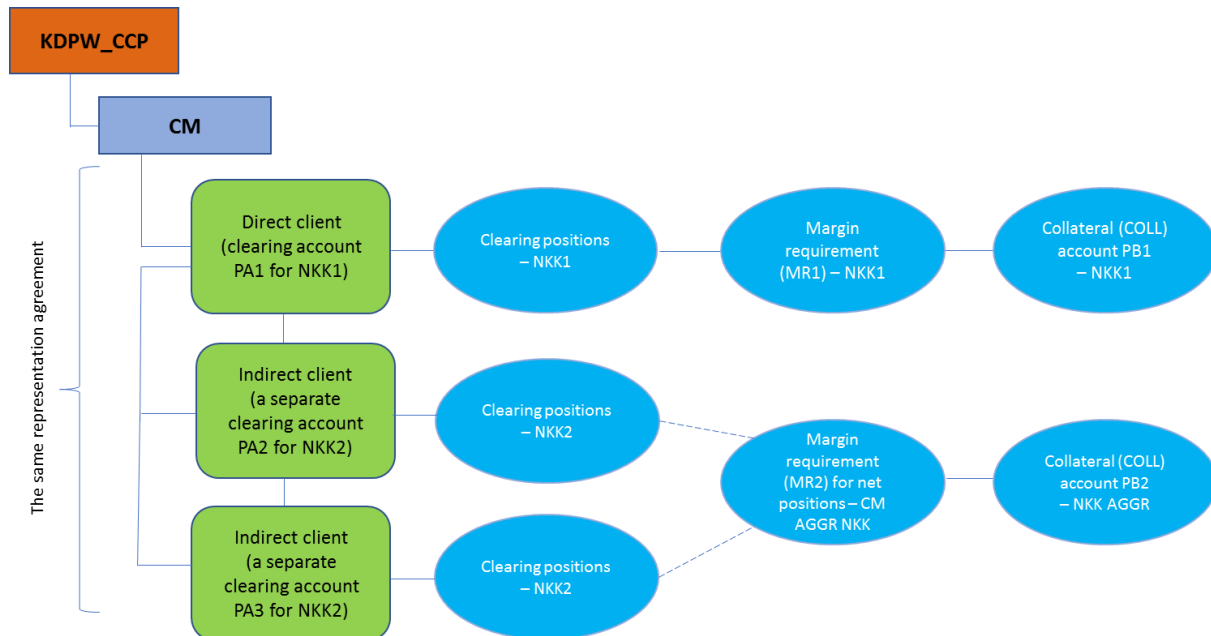 KDPW_CCP
CM
The same representation agreement
Direct client
(clearing account
PA1 for NKK1)
Clearing positions
– NKK1
Margin
requirement
(MR1) – NKK1
Collateral (COLL)
account PB1
– NKK1
Indirect client
(a separate
clearing account
PA2 for NKK2)
Clearing positions
– NKK2
Margin
requirement
(MR2) for net
positions – CM
AGGR NKK
Collateral (COLL)
account PB2
– NKK AGGR
Indirect client
(a separate
clearing account
PA3 for NKK2)
Clearing positions
– NKK2